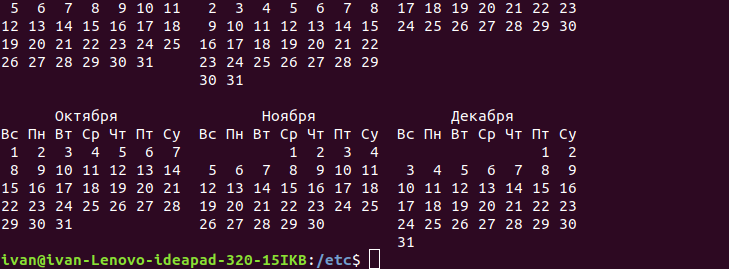 5  6  7  8  9 10 11   2  3  4  5  6  7  8  17 18 19 20 21 22 23
12 13 14 15 16 17 18   9 10 11 12 13 14 15  24 25 26 27 28 29 30
19 20 21 22 23 24 25  16 17 18 19 20 21 22
26 27 28 29 30 31     23 24 25 26 27 28 29
                      30 31
      Октября                Ноября               Декабря
Вс Пн Вт Ср Чт Пт Су  Вс Пн Вт Ср Чт Пт Су  Вс Пн Вт Ср Чт Пт Су
 1  2  3  4  5  6  7            1  2  3  4                  1  2
 8  9 10 11 12 13 14   5  6  7  8  9 10 11   3  4  5  6  7  8  9
15 16 17 18 19 20 21  12 13 14 15 16 17 18  10 11 12 13 14 15 16
22 23 24 25 26 27 28  19 20 21 22 23 24 25  17 18 19 20 21 22 23
29 30 31              26 27 28 29 30        24 25 26 27 28 29 30
                                            31
ivan@ivan-Lenovo-ideapad-320-15IKB:/etc$